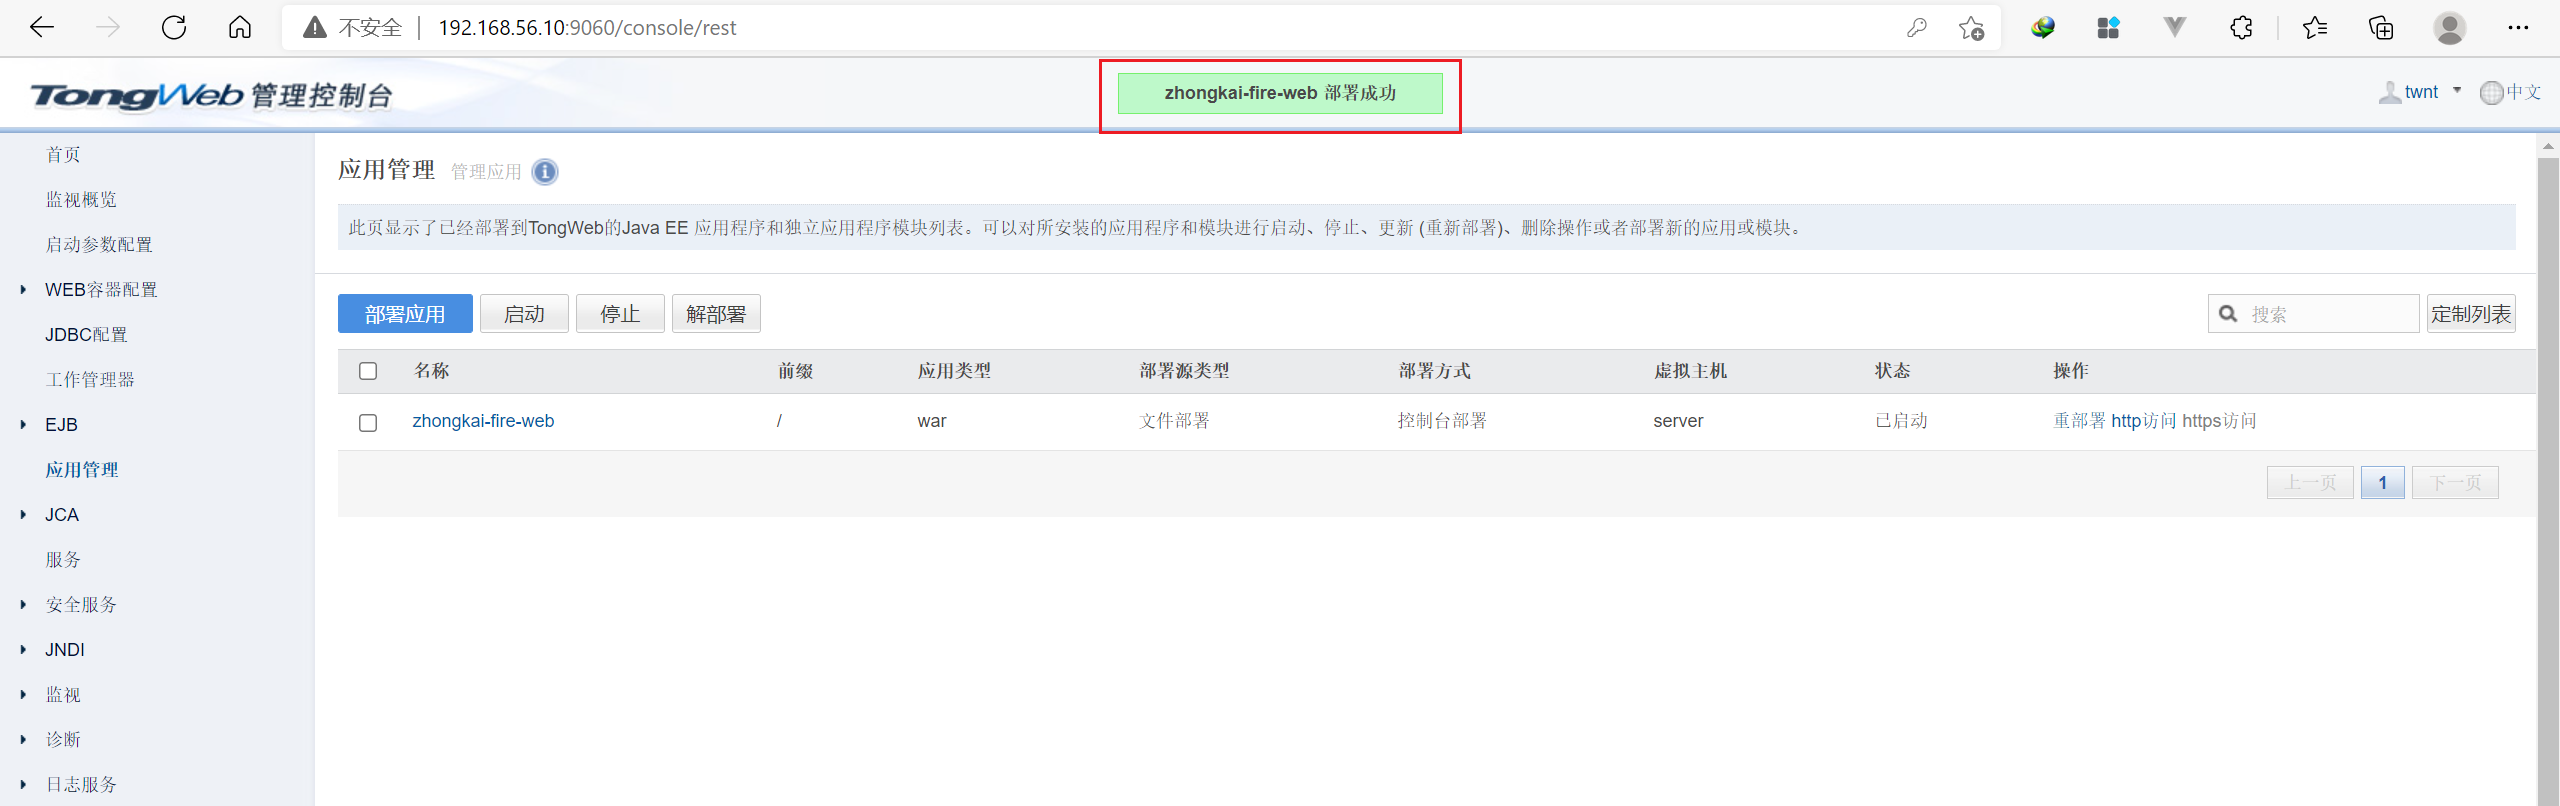 不安全 192.168.56.10:9060/console/rest
TongWeb 管理控制台
zhongkai-fire-web 部署成功
twnt 中文
首页
监视概览
启动参数配置
WEB容器配置
JDBC配置
工作管理器
EJB
应用管理
JCA
服务
安全服务
JNDI
监视
诊断
日志服务
应用管理 管理应用
此页显示了已经部署到TongWeb的Java EE 应用程序和独立应用程序模块列表。可以对所安装的应用程序和模块进行启动、停止、更新 (重新部署)、删除操作或者部署新的应用或模块。
部署应用 启动 停止 解部署 搜索 定制列表
名称 前缀 应用类型 部署源类型 部署方式 虚拟主机 状态 操作
zhongkai-fire-web / war 文件部署 控制台部署 server 已启动 重部署 http访问 https访问
上一页 1 下一页